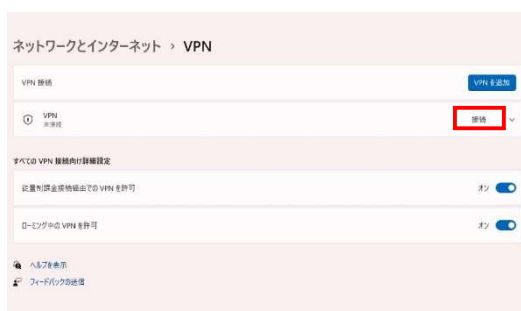 ネットワークとインターネット › VPN
VPN 接続
VPN を追加
VPN
未接続
接続
すべての VPN 接続向け詳細設定
従量制課金接続経由での VPN を許可
オン
ローミング中の VPN を許可
オン
ヘルプを表示
フィードバックの送信